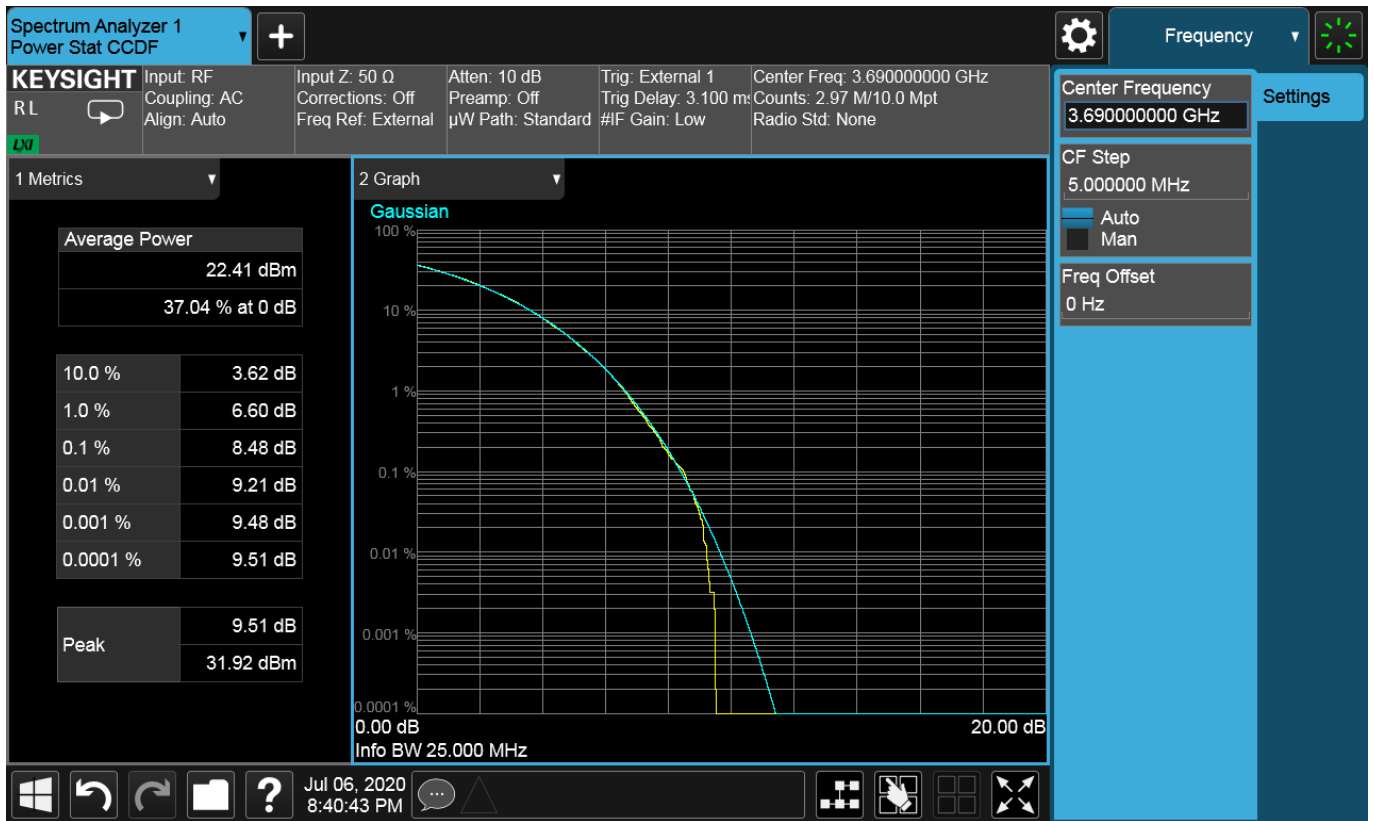 Spectrum Analyzer 1
Power Stat CCDF
Frequency
KEYSIGHT
R L
LXI
Input: RF
Coupling: AC
Align: Auto
Input Z: 50 Ω
Corrections: Off
Freq Ref: External
Atten: 10 dB
Preamp: Off
µW Path: Standard
Trig: External 1
Trig Delay: 3.100 ms
#IF Gain: Low
Center Freq: 3.690000000 GHz
Counts: 2.97 M/10.0 Mpt
Radio Std: None
Center Frequency
3.690000000 GHz
Settings
CF Step
5.000000 MHz
Auto
Man
Freq Offset
0 Hz
1 Metrics
Average Power
22.41 dBm
37.04 % at 0 dB
10.0 % 3.62 dB
1.0 % 6.60 dB
0.1 % 8.48 dB
0.01 % 9.21 dB
0.001 % 9.48 dB
0.0001 % 9.51 dB
Peak
9.51 dB
31.92 dBm
2 Graph
Gaussian
100 %
10 %
1 %
0.1 %
0.01 %
0.001 %
0.0001 %
0.00 dB 20.00 dB
Info BW 25.000 MHz
?
Jul 06, 2020
8:40:43 PM